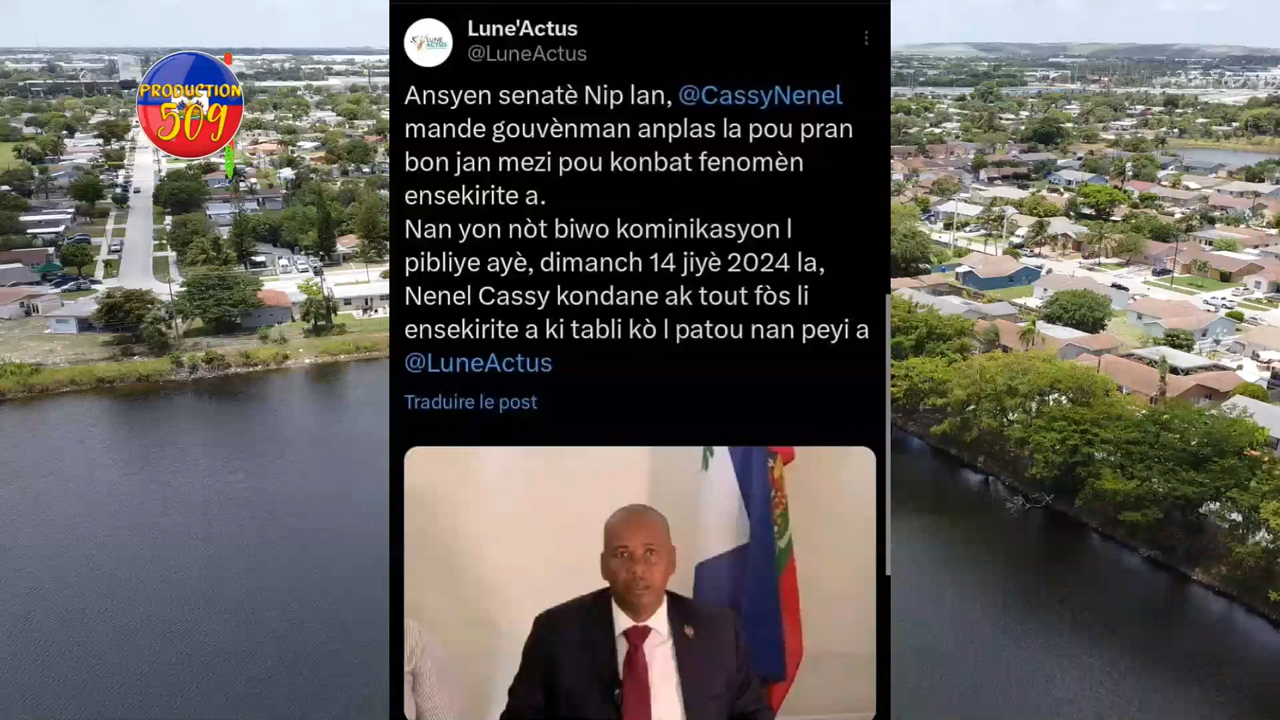 PRODUCTION
509
Lune'Actus
@LuneActus
Ansyen senatè Nip lan, @CassyNenel
mande gouvènman anplas la pou pran
bon jan mezi pou konbat fenomèn
ensekirite a.
Nan yon nòt biwo kominikasyon l
pibliye ayè, dimanch 14 jiyè 2024 la,
Nenel Cassy kondane ak tout fòs li
ensekirite a ki tabli kò l patou nan peyi a
@LuneActus
Traduire le post